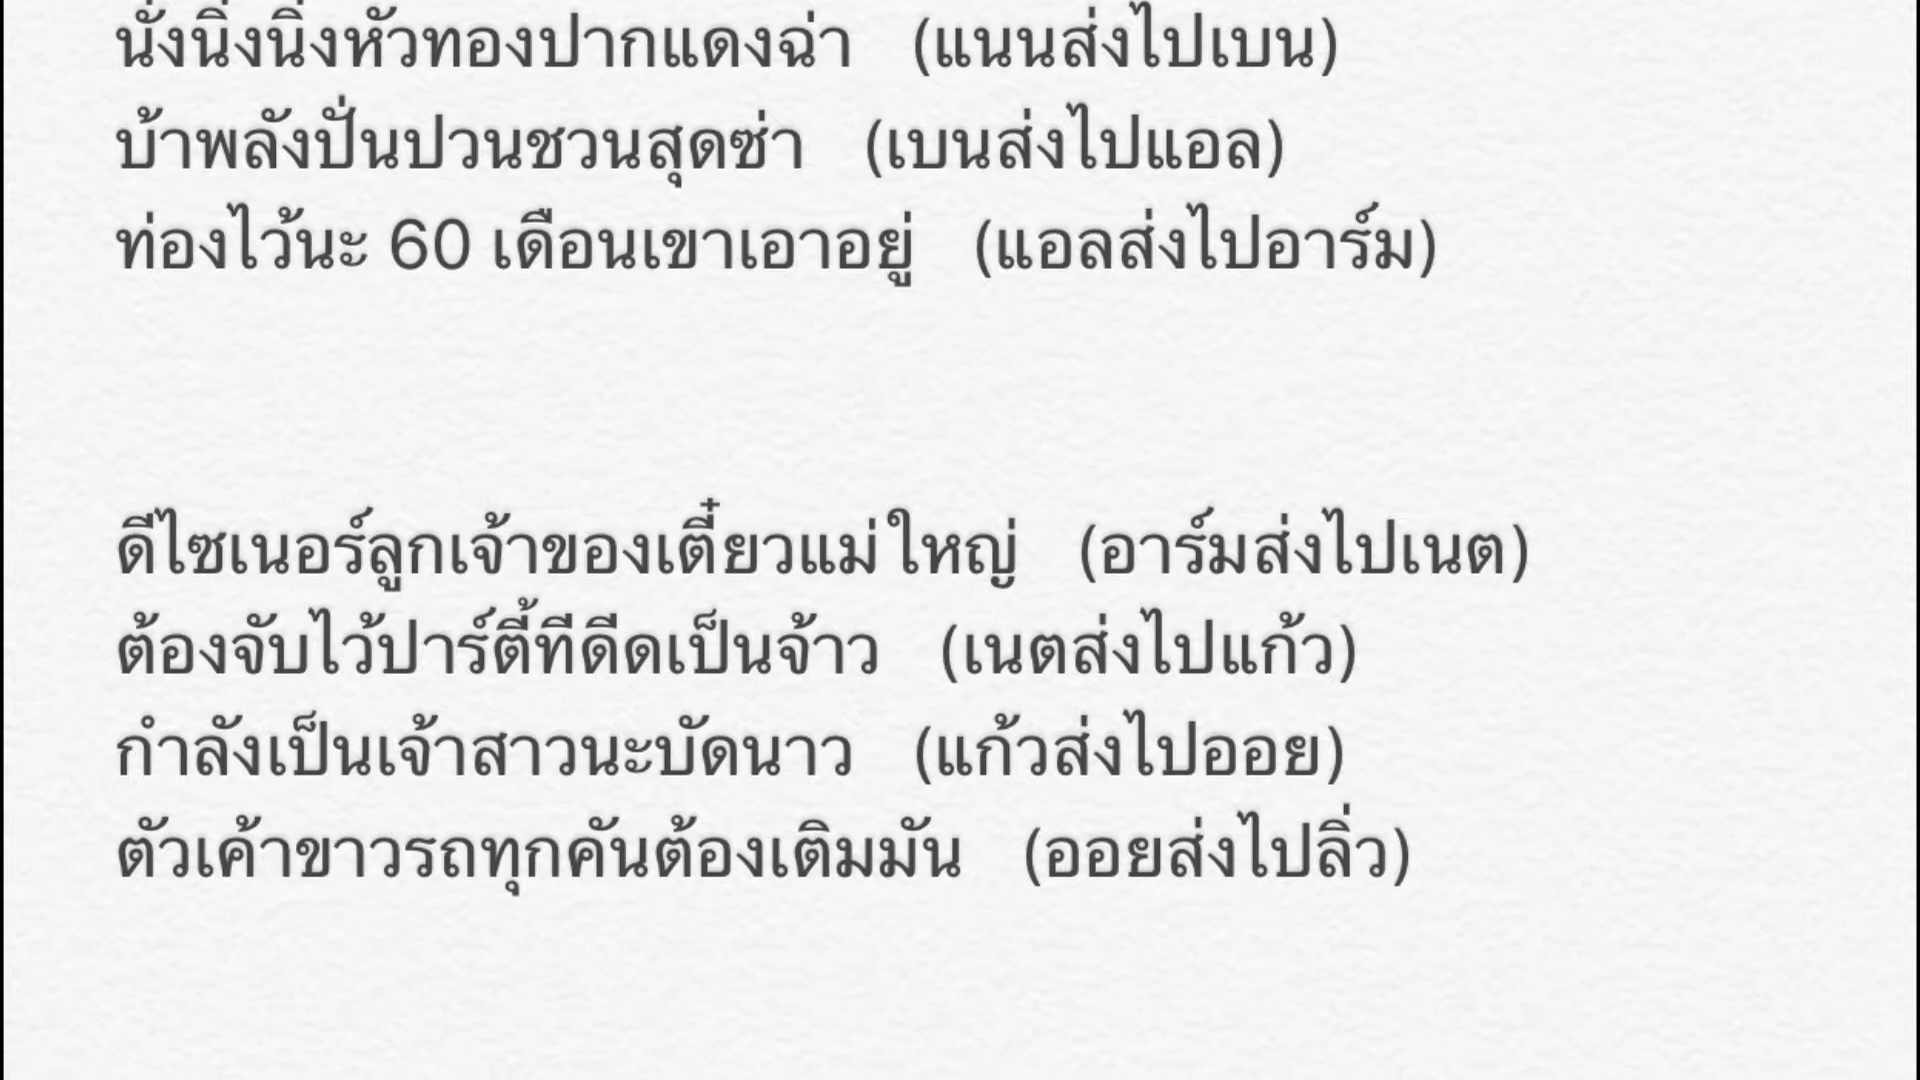 นั่งนิ่งนิ่งหัวทองปากแดงฉ่า (แนนส่งไปเบน)
บ้าพลังปั่นปวนชวนสุดซ่า (เบนส่งไปแอล)
ท่องไว้นะ 60 เดือนเขาเอาอยู่ (แอลส่งไปอาร์ม)
ดีไซเนอร์ลูกเจ้าของเตี๋ยวแม่ใหญ่ (อาร์มส่งไปเนต)
ต้องจับไว้ปาร์ตี้ทีดีดเป็นจ้าว (เนตส่งไปแก้ว)
กำลังเป็นเจ้าสาวนะบัดนาว (แก้วส่งไปออย)
ตัวเค้าขาวรถทุกคันต้องเติมมัน (ออยส่งไปลิ่ว)